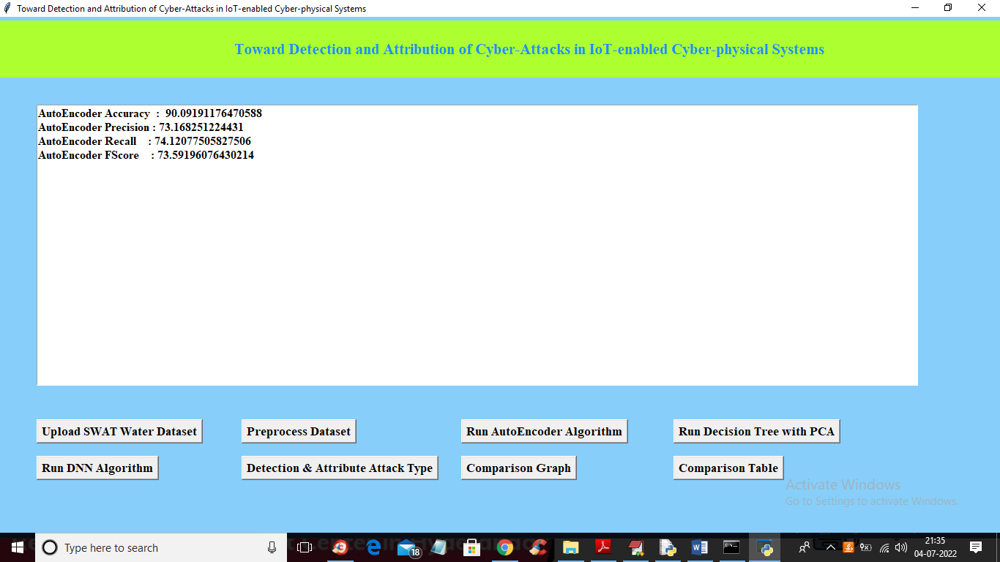 Toward Detection and Attribution of Cyber-Attacks in IoT-enabled Cyber-physical Systems
Toward Detection and Attribution of Cyber-Attacks in IoT-enabled Cyber-physical Systems
AutoEncoder Accuracy : 90.09191176470588
AutoEncoder Precision : 73.168251224431
AutoEncoder Recall : 74.12077505827506
AutoEncoder FScore : 73.59196076430214
Upload SWAT Water Dataset
Preprocess Dataset
Run AutoEncoder Algorithm
Run Decision Tree with PCA
Run DNN Algorithm
Detection & Attribute Attack Type
Comparison Graph
Comparison Table
Activate Windows
Go to Settings to activate Windows.
Type here to search
18
21:35
04-07-2022